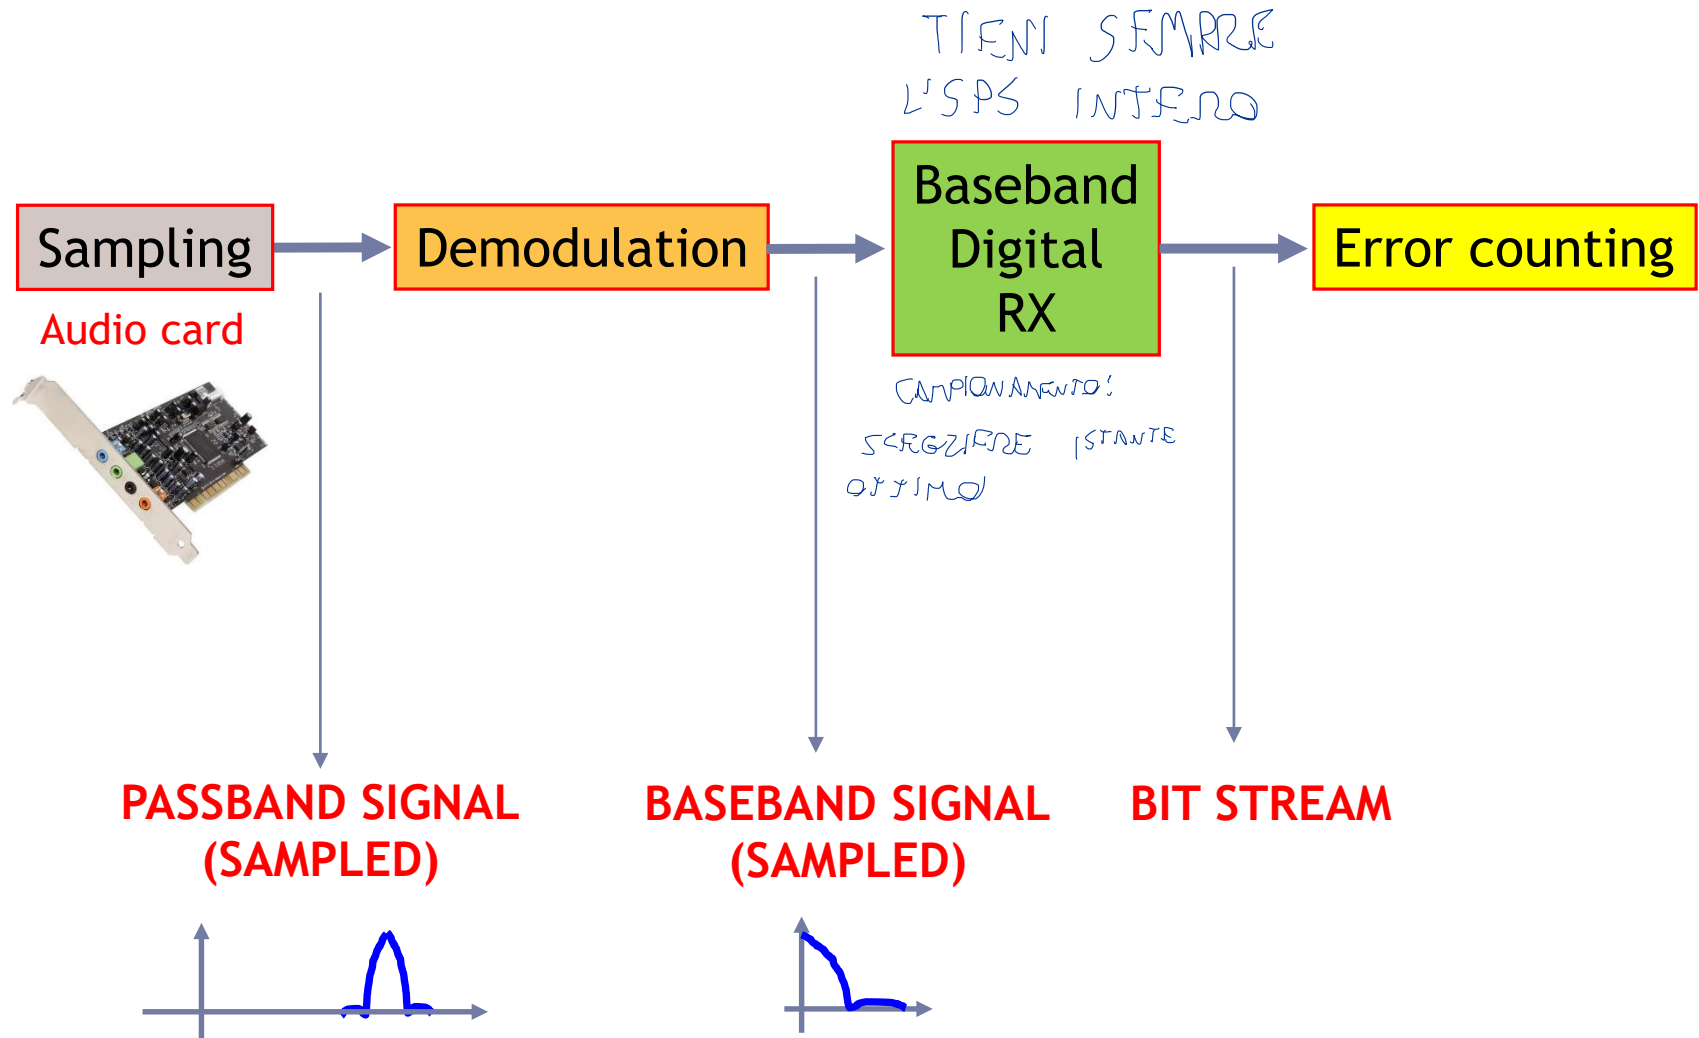 TIENI SEMPRE
L'SPS INTERO
Sampling
Demodulation
Baseband
Digital
RX
Error counting
Audio card
CAMPIONAMENTO:
SCEGLIERE ISTANTE
OTTIMO
PASSBAND SIGNAL
(SAMPLED)
BASEBAND SIGNAL
(SAMPLED)
BIT STREAM